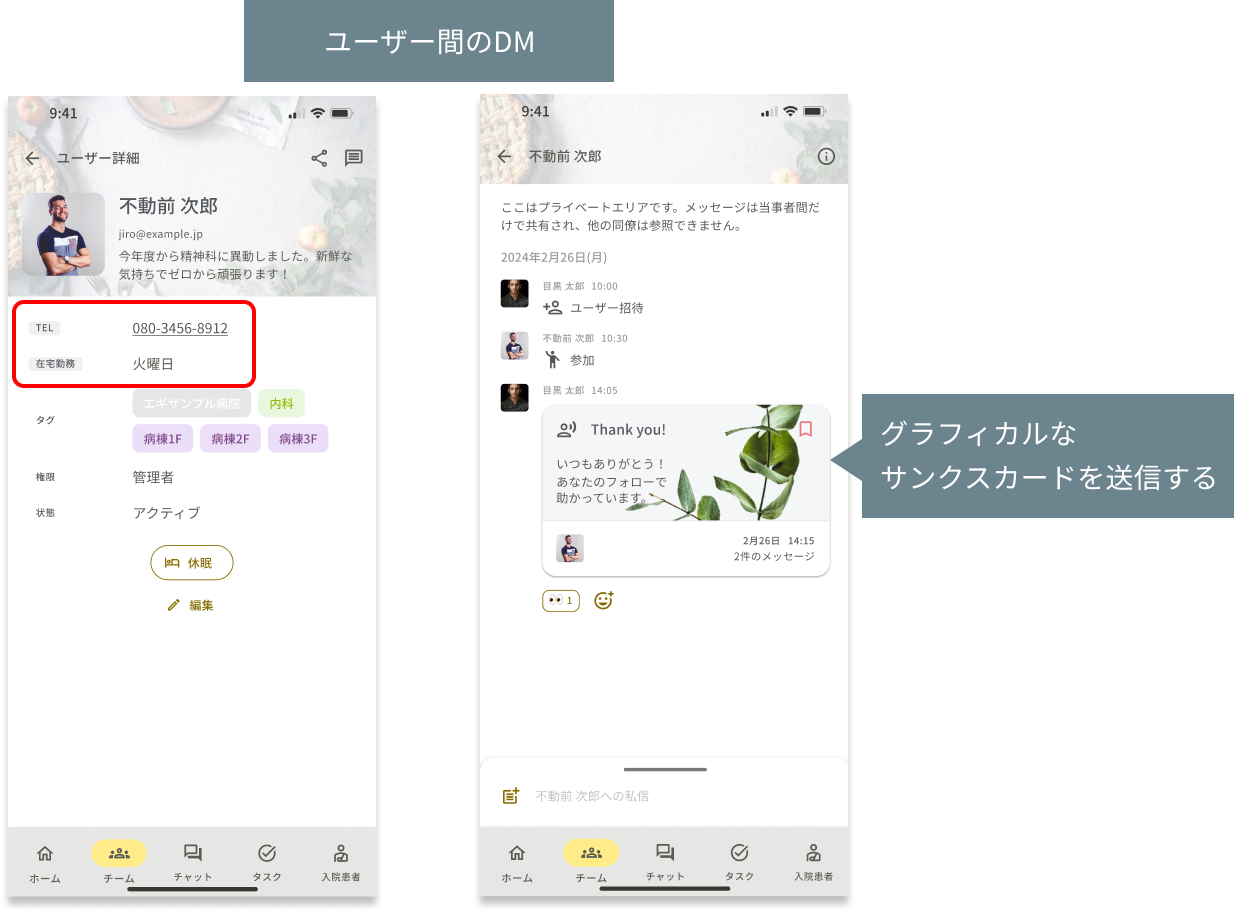 ユーザー間のDM
9:41
ユーザー詳細
不動前 次郎
jiro@example.jp
今年度から精神科に異動しました。新鮮な
気持ちでゼロから頑張ります！
TEL
080-3456-8912
在宅勤務
火曜日
タグ
エギザンプル病院
内科
病棟1F
病棟2F
病棟3F
権限
管理者
状態
アクティブ
休眠
編集
ホーム
チーム
チャット
タスク
入院患者
9:41
不動前 次郎
ここはプライベートエリアです。メッセージは当事者間だ
けで共有され、他の同僚は参照できません。
2024年2月26日(月)
目黒 太郎 10:00
ユーザー招待
不動前 次郎 10:30
参加
目黒 太郎 14:05
Thank you!
いつもありがとう！
あなたのフォローで
助かっています。
2月26日 14:15
2件のメッセージ
1
不動前 次郎への私信
ホーム
チーム
チャット
タスク
入院患者
グラフィカルな
サンクスカードを送信する